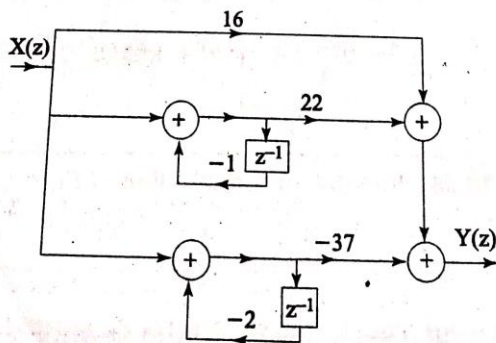 16
X(z)
+
22
+
z⁻¹
–1
+
–37
+
Y(z)
z⁻¹
–2